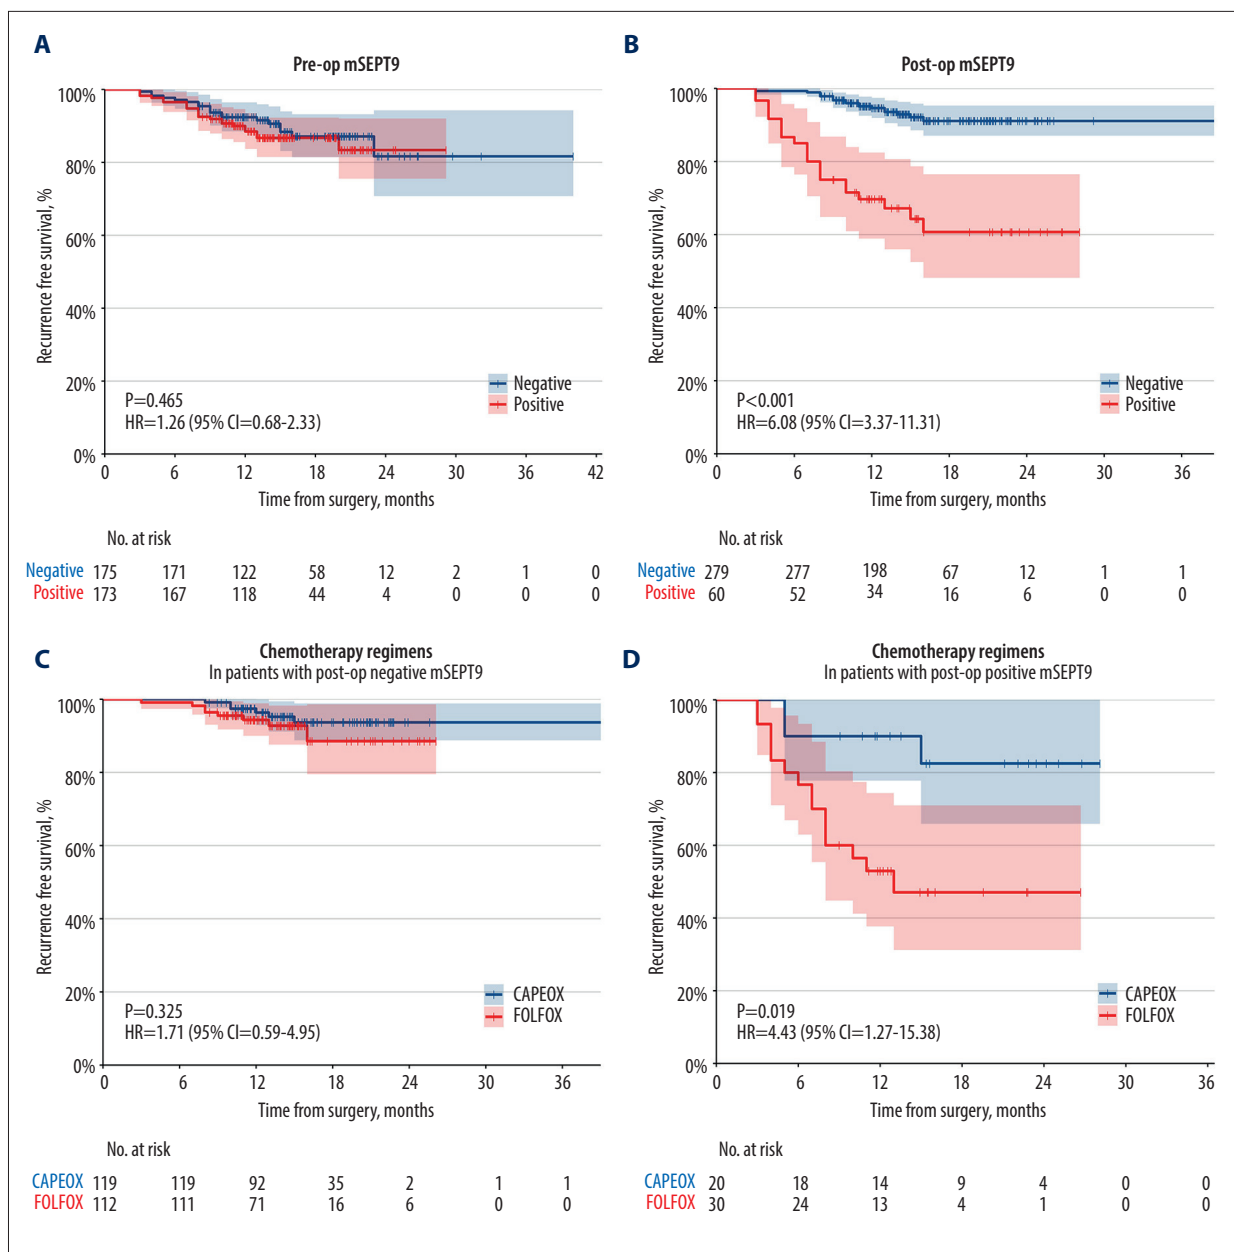 A
Pre-op mSEPT9
100%
80%
60%
40%
20%
0%
Recurrence free survival, %
Negative
Positive
P=0.465
HR=1.26 (95% CI=0.68-2.33)
0 6 12 18 24 30 36 42
Time from surgery, months
No. at risk
Negative 175 171 122 58 12 2 1 0
Positive 173 167 118 44 4 0 0 0
B
Post-op mSEPT9
100%
80%
60%
40%
20%
0%
Recurrence free survival, %
Negative
Positive
P<0.001
HR=6.08 (95% CI=3.37-11.31)
0 6 12 18 24 30 36
Time from surgery, months
No. at risk
Negative 279 277 198 67 12 1 1
Positive 60 52 34 16 6 0 0
C
Chemotherapy regimens
In patients with post-op negative mSEPT9
100%
80%
60%
40%
20%
0%
Recurrence free survival, %
CAPEOX
FOLFOX
P=0.325
HR=1.71 (95% CI=0.59-4.95)
0 6 12 18 24 30 36
Time from surgery, months
No. at risk
CAPEOX 119 119 92 35 2 1 1
FOLFOX 112 111 71 16 6 0 0
D
Chemotherapy regimens
In patients with post-op positive mSEPT9
100%
80%
60%
40%
20%
0%
Recurrence free survival, %
CAPEOX
FOLFOX
P=0.019
HR=4.43 (95% CI=1.27-15.38)
0 6 12 18 24 30 36
Time from surgery, months
No. at risk
CAPEOX 20 18 14 9 4 0 0
FOLFOX 30 24 13 4 1 0 0